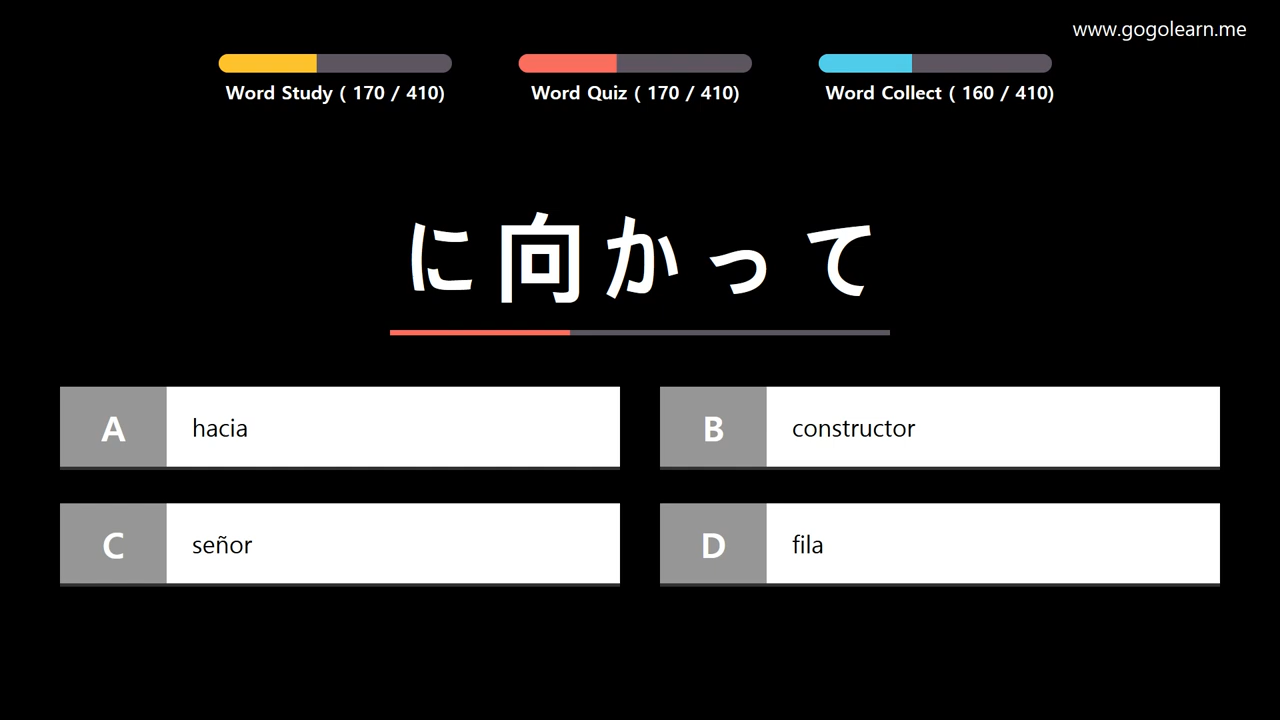 www.gogolearn.me
Word Study ( 170 / 410)
Word Quiz ( 170 / 410)
Word Collect ( 160 / 410)
に向かって
A hacia
B constructor
C señor
D fila